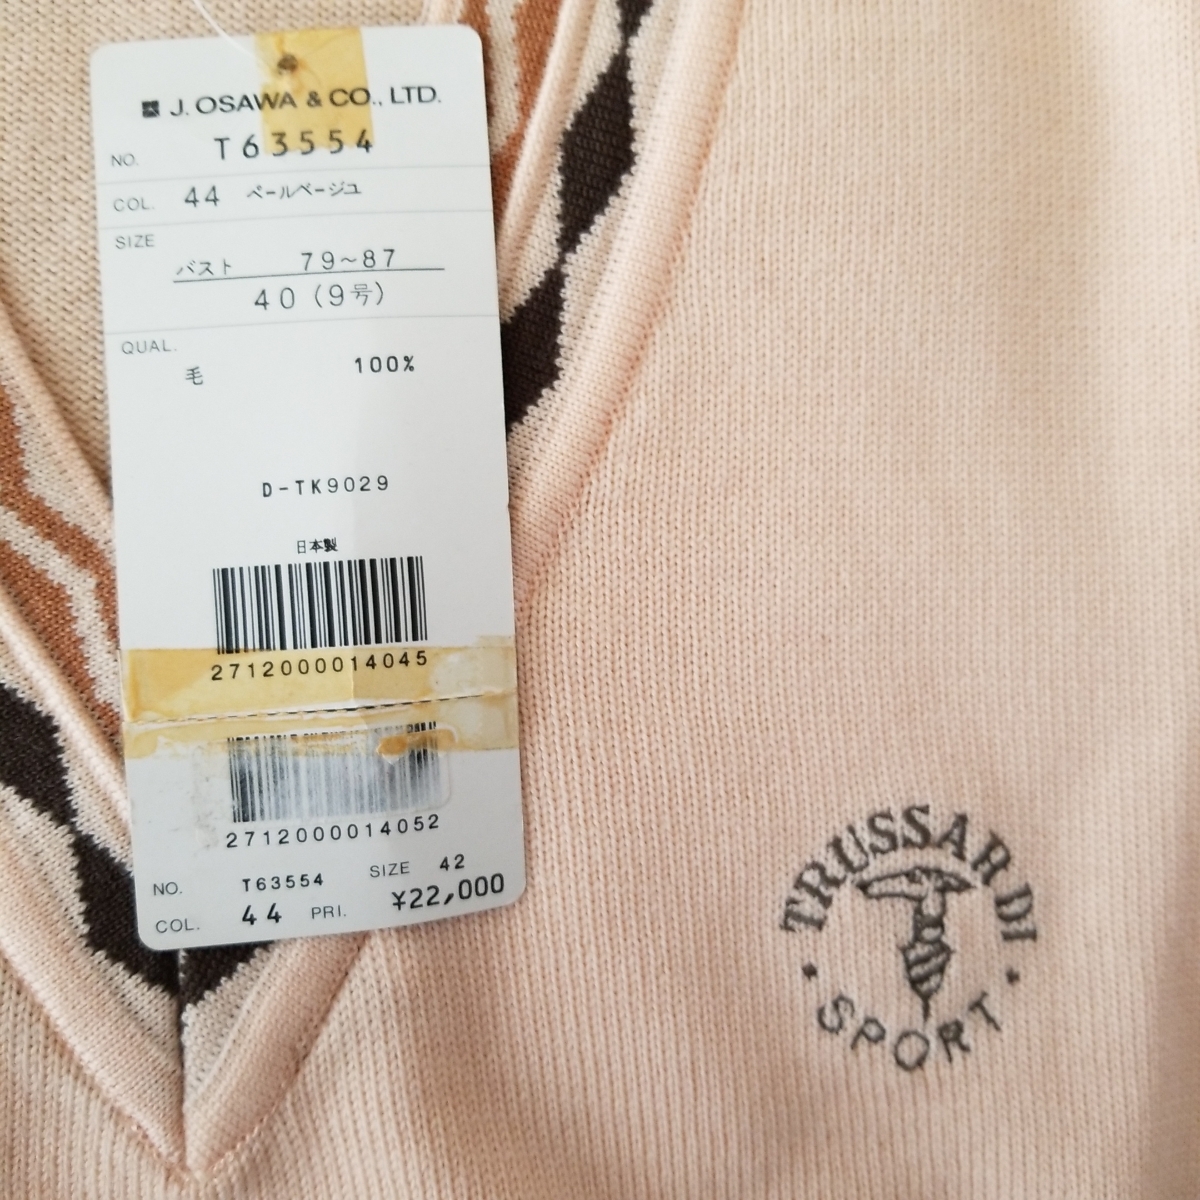 J. OSAWA & CO., LTD.
NO. T63554
COL. 44 ペールベージュ
SIZE
バスト 79~87
40 (9号)
QUAL.
毛 100%
D-TK9029
日本製
2712000014045
2712000014052
NO. T63554 SIZE 42
COL. 44 PRI. ¥22,000
TRUSSARDI
SPORT